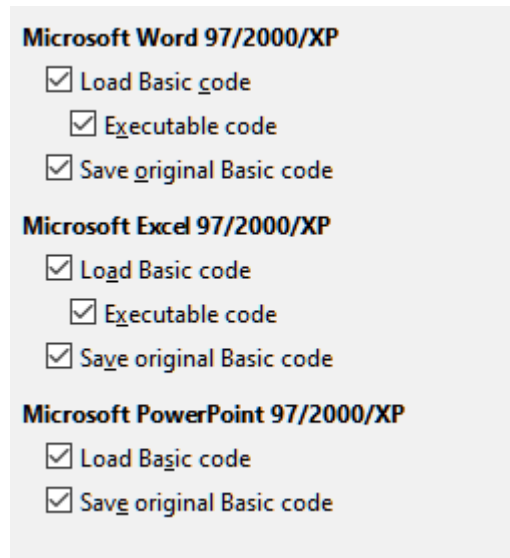 Microsoft Word 97/2000/XP
Load Basic code
Executable code
Save original Basic code
Microsoft Excel 97/2000/XP
Load Basic code
Executable code
Save original Basic code
Microsoft PowerPoint 97/2000/XP
Load Basic code
Save original Basic code